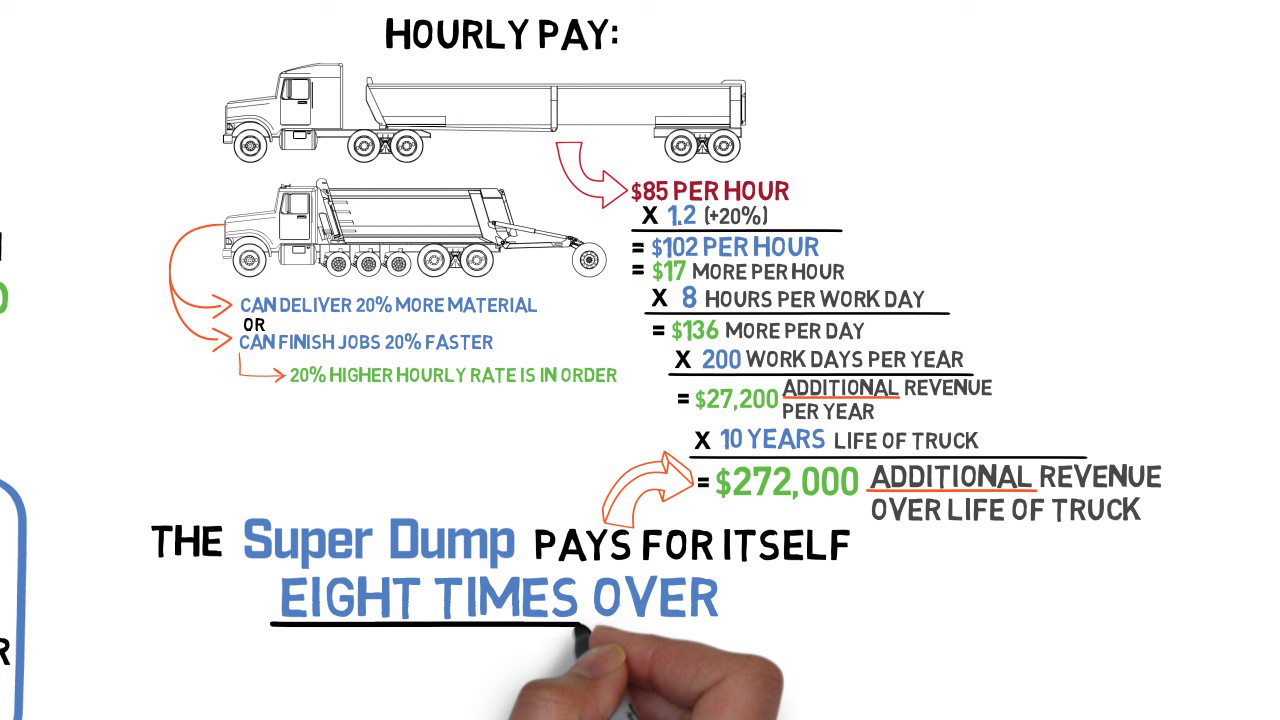 HOURLY PAY:
$85 PER HOUR
X 1.2 (+20%)
= $102 PER HOUR
= $17 MORE PER HOUR
X 8 HOURS PER WORK DAY
= $136 MORE PER DAY
X 200 WORK DAYS PER YEAR
= $27,200 ADDITIONAL REVENUE
PER YEAR
X 10 YEARS LIFE OF TRUCK
= $272,000 ADDITIONAL REVENUE
OVER LIFE OF TRUCK
CAN DELIVER 20% MORE MATERIAL
OR
CAN FINISH JOBS 20% FASTER
20% HIGHER HOURLY RATE IS IN ORDER
THE Super Dump PAYS FOR ITSELF
EIGHT TIMES OVER
R